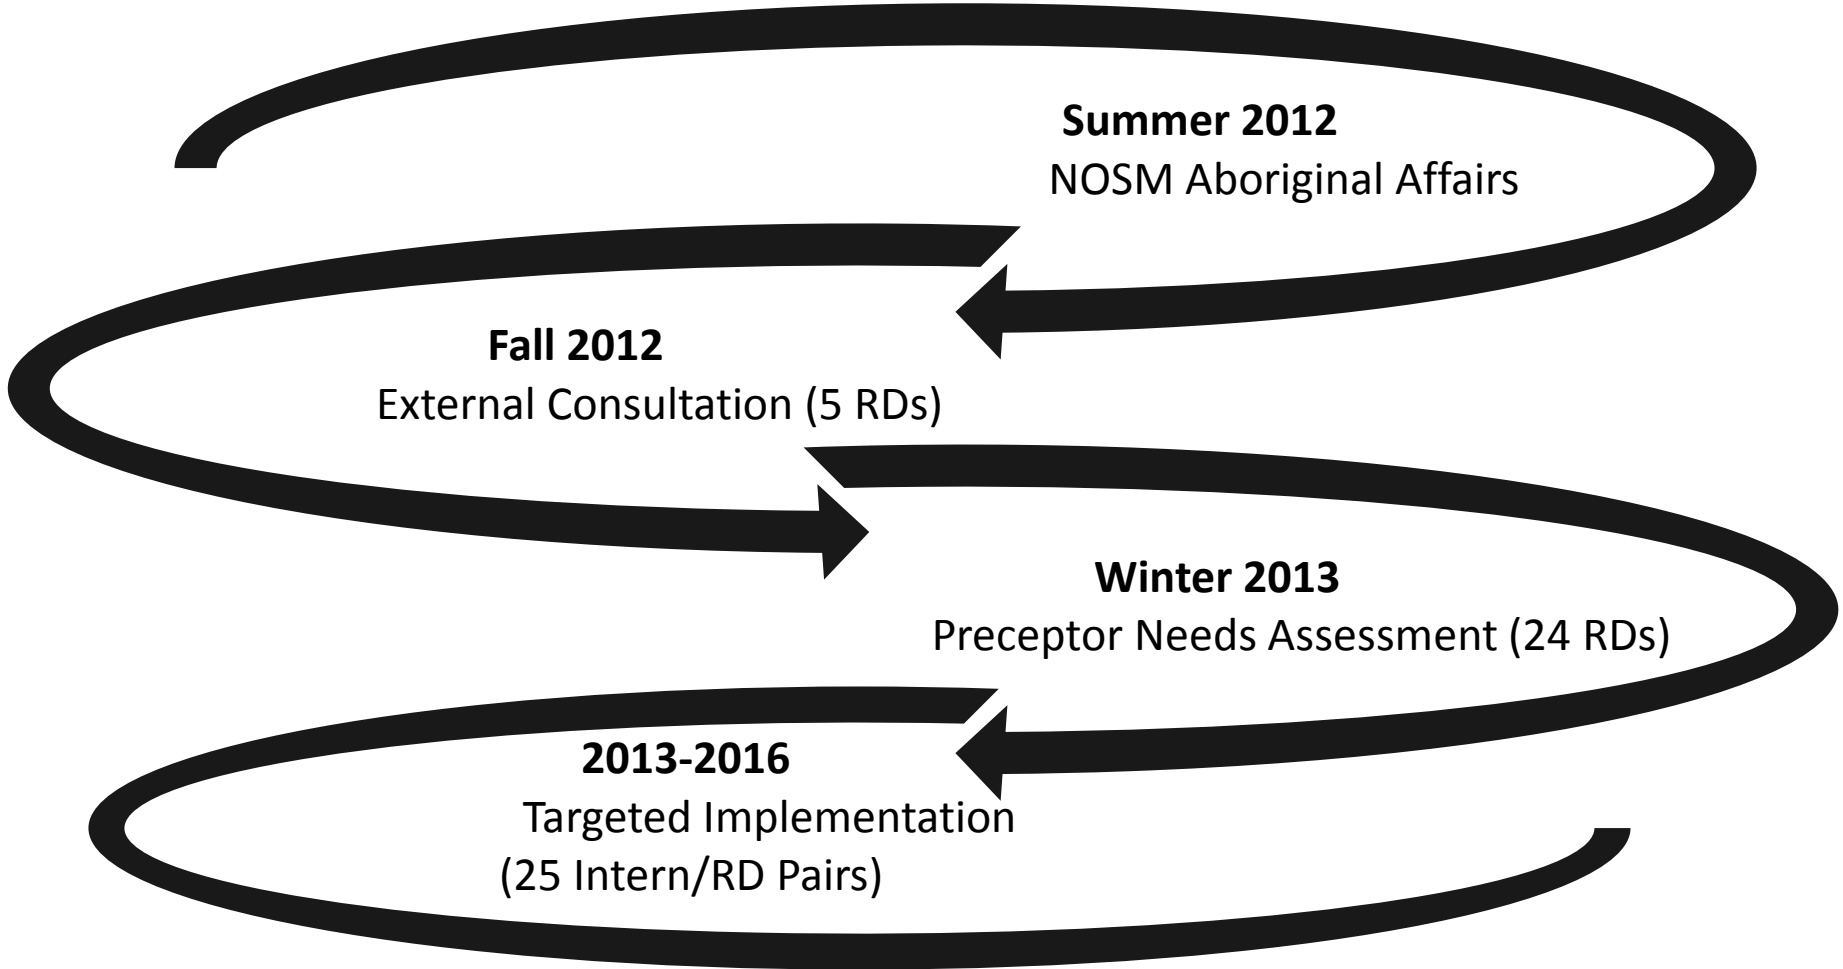 Summer 2012
NOSM Aboriginal Affairs
Fall 2012
External Consultation (5 RDs)
Winter 2013
Preceptor Needs Assessment (24 RDs)
2013-2016
Targeted Implementation
(25 Intern/RD Pairs)